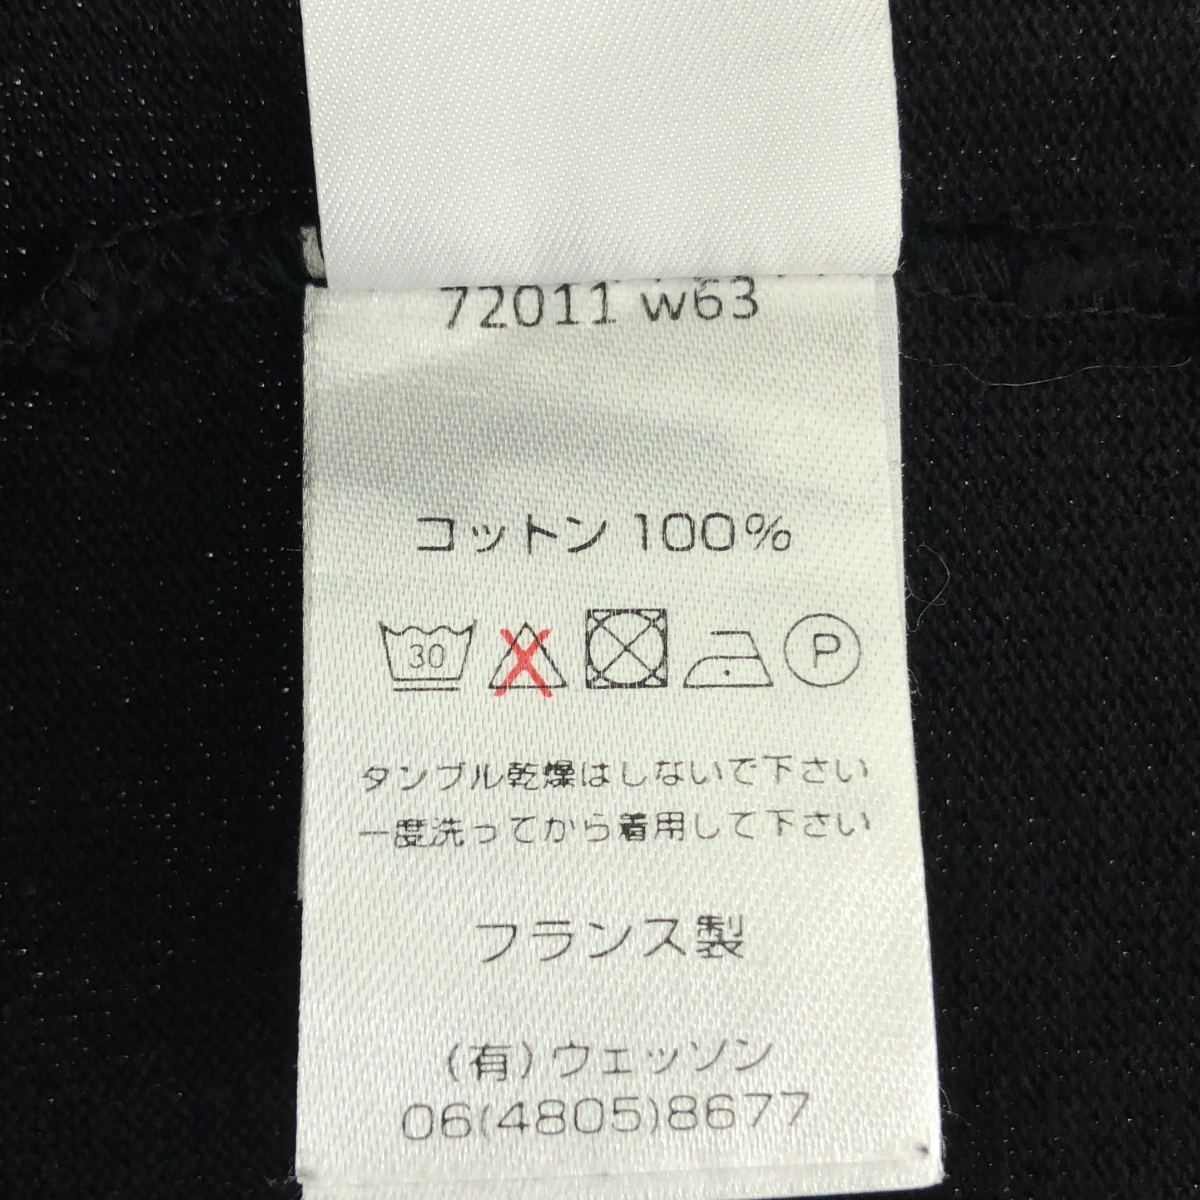 72011 w63
コットン 100%
30 P
タンブル乾燥はしないで下さい
一度洗ってから着用して下さい
フランス製
(有) ウェッソン
06(4805)8677